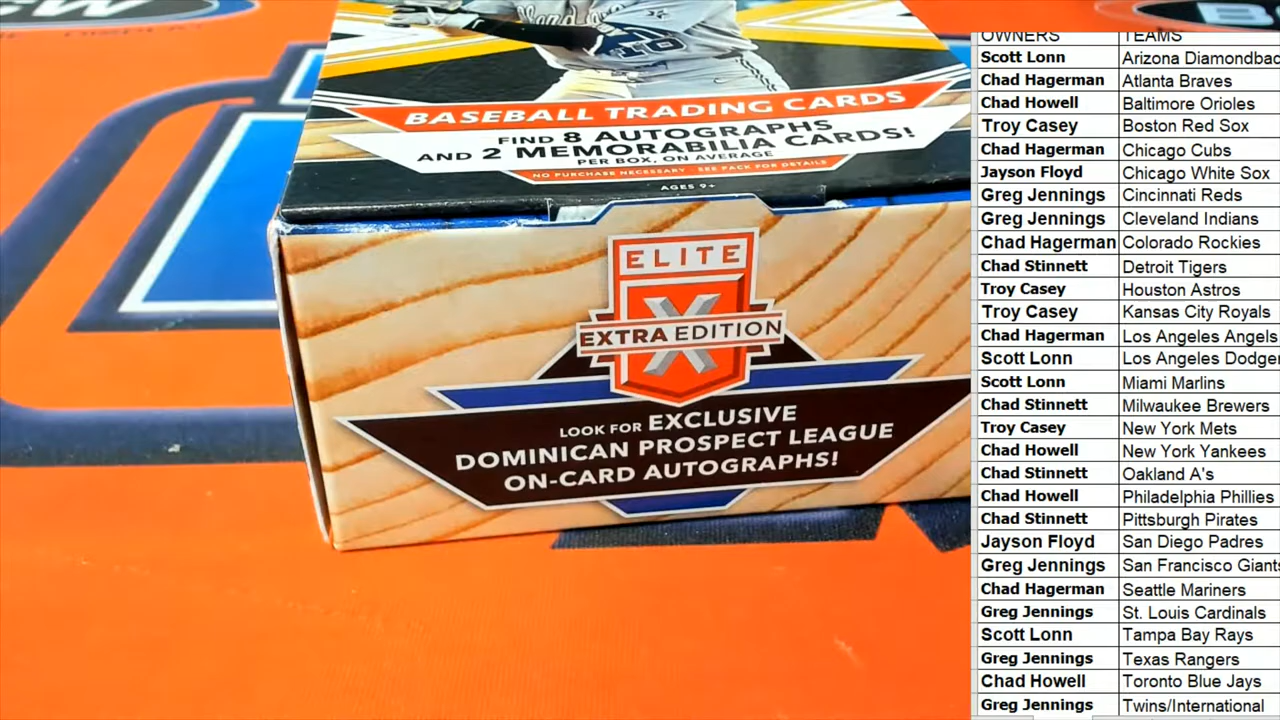 BASEBALL TRADING CARDS
FIND 8 AUTOGRAPHS
AND 2 MEMORABILIA CARDS!
PER BOX, ON AVERAGE
NO PURCHASE NECESSARY SEE PACK FOR DETAILS
AGES 9+
ELITE
X
EXTRA EDITION
LOOK FOR EXCLUSIVE
DOMINICAN PROSPECT LEAGUE
ON-CARD AUTOGRAPHS!
OWNERS TEAMS
Scott Lonn Arizona Diamondbac
Chad Hagerman Atlanta Braves
Chad Howell Baltimore Orioles
Troy Casey Boston Red Sox
Chad Hagerman Chicago Cubs
Jayson Floyd Chicago White Sox
Greg Jennings Cincinnati Reds
Greg Jennings Cleveland Indians
Chad Hagerman Colorado Rockies
Chad Stinnett Detroit Tigers
Troy Casey Houston Astros
Troy Casey Kansas City Royals
Chad Hagerman Los Angeles Angels
Scott Lonn Los Angeles Dodge
Scott Lonn Miami Marlins
Chad Stinnett Milwaukee Brewers
Troy Casey New York Mets
Chad Howell New York Yankees
Chad Stinnett Oakland A's
Chad Howell Philadelphia Phillies
Chad Stinnett Pittsburgh Pirates
Jayson Floyd San Diego Padres
Greg Jennings San Francisco Giants
Chad Hagerman Seattle Mariners
Greg Jennings St. Louis Cardinals
Scott Lonn Tampa Bay Rays
Greg Jennings Texas Rangers
Chad Howell Toronto Blue Jays
Greg Jennings Twins/International